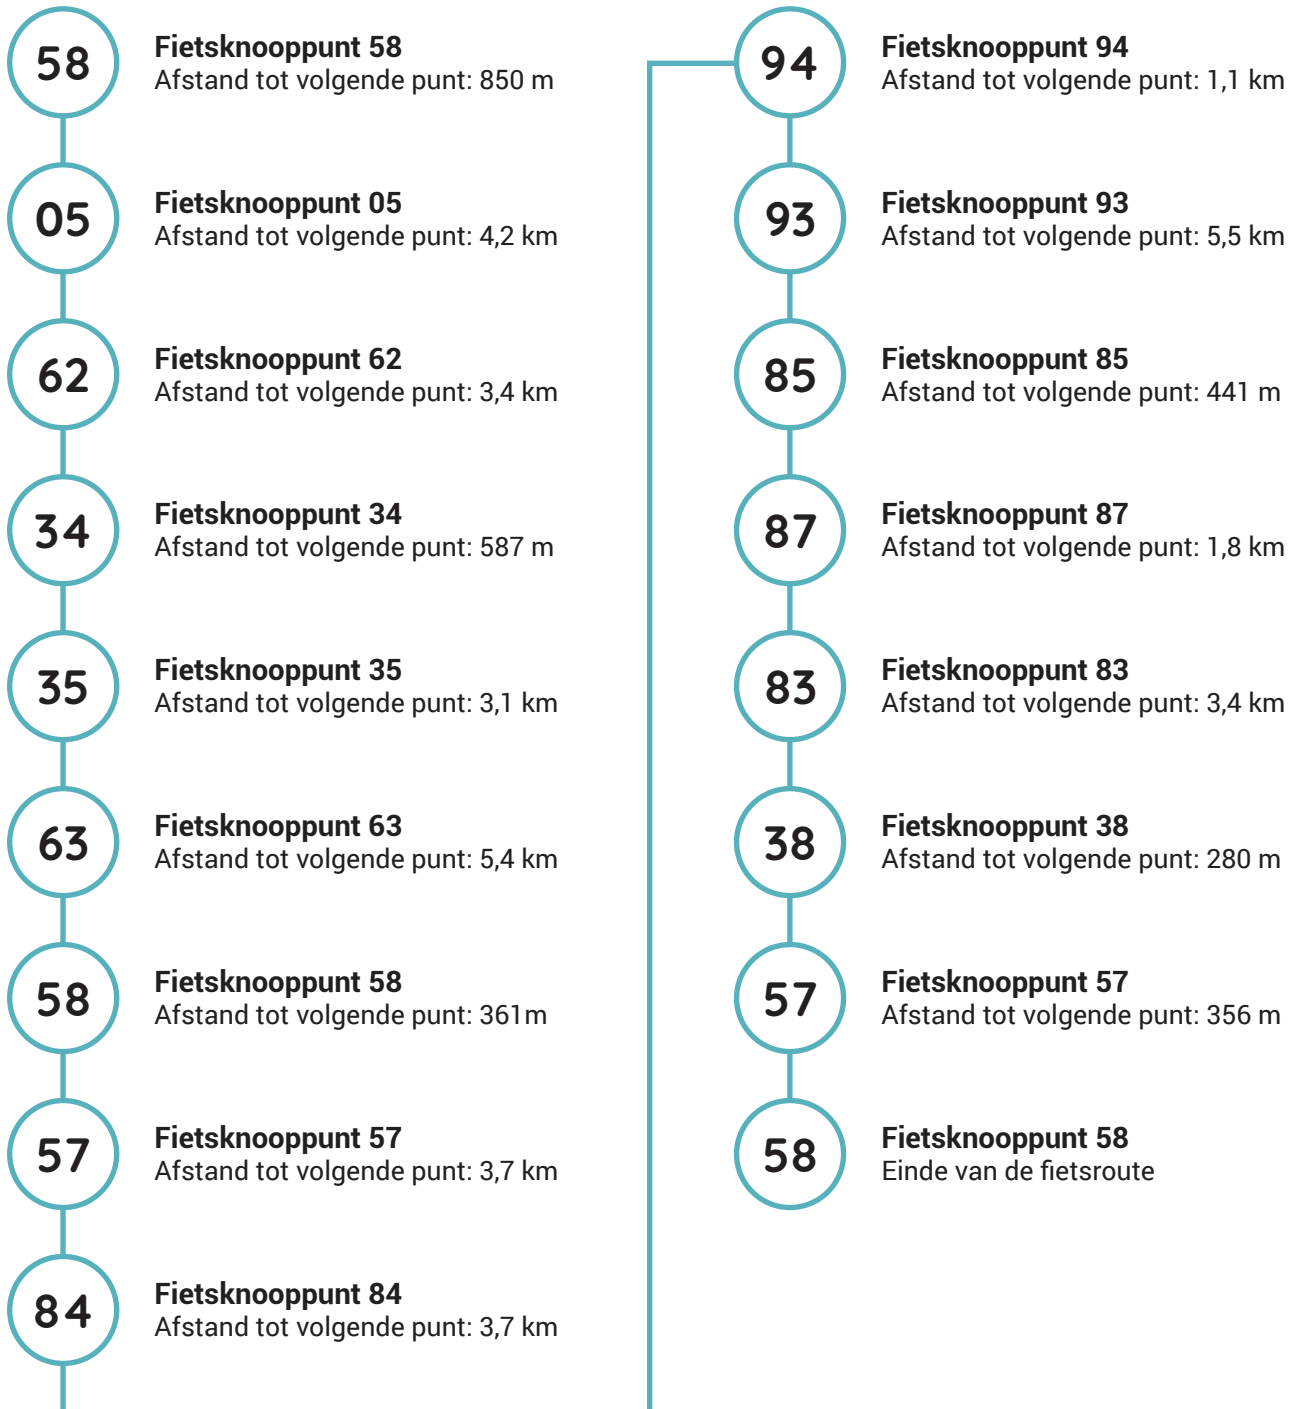 58
Fietsknooppunt 58
Afstand tot volgende punt: 850 m
05
Fietsknooppunt 05
Afstand tot volgende punt: 4,2 km
62
Fietsknooppunt 62
Afstand tot volgende punt: 3,4 km
34
Fietsknooppunt 34
Afstand tot volgende punt: 587 m
35
Fietsknooppunt 35
Afstand tot volgende punt: 3,1 km
63
Fietsknooppunt 63
Afstand tot volgende punt: 5,4 km
58
Fietsknooppunt 58
Afstand tot volgende punt: 361m
57
Fietsknooppunt 57
Afstand tot volgende punt: 3,7 km
84
Fietsknooppunt 84
Afstand tot volgende punt: 3,7 km
94
Fietsknooppunt 94
Afstand tot volgende punt: 1,1 km
93
Fietsknooppunt 93
Afstand tot volgende punt: 5,5 km
85
Fietsknooppunt 85
Afstand tot volgende punt: 441 m
87
Fietsknooppunt 87
Afstand tot volgende punt: 1,8 km
83
Fietsknooppunt 83
Afstand tot volgende punt: 3,4 km
38
Fietsknooppunt 38
Afstand tot volgende punt: 280 m
57
Fietsknooppunt 57
Afstand tot volgende punt: 356 m
58
Fietsknooppunt 58
Einde van de fietsroute